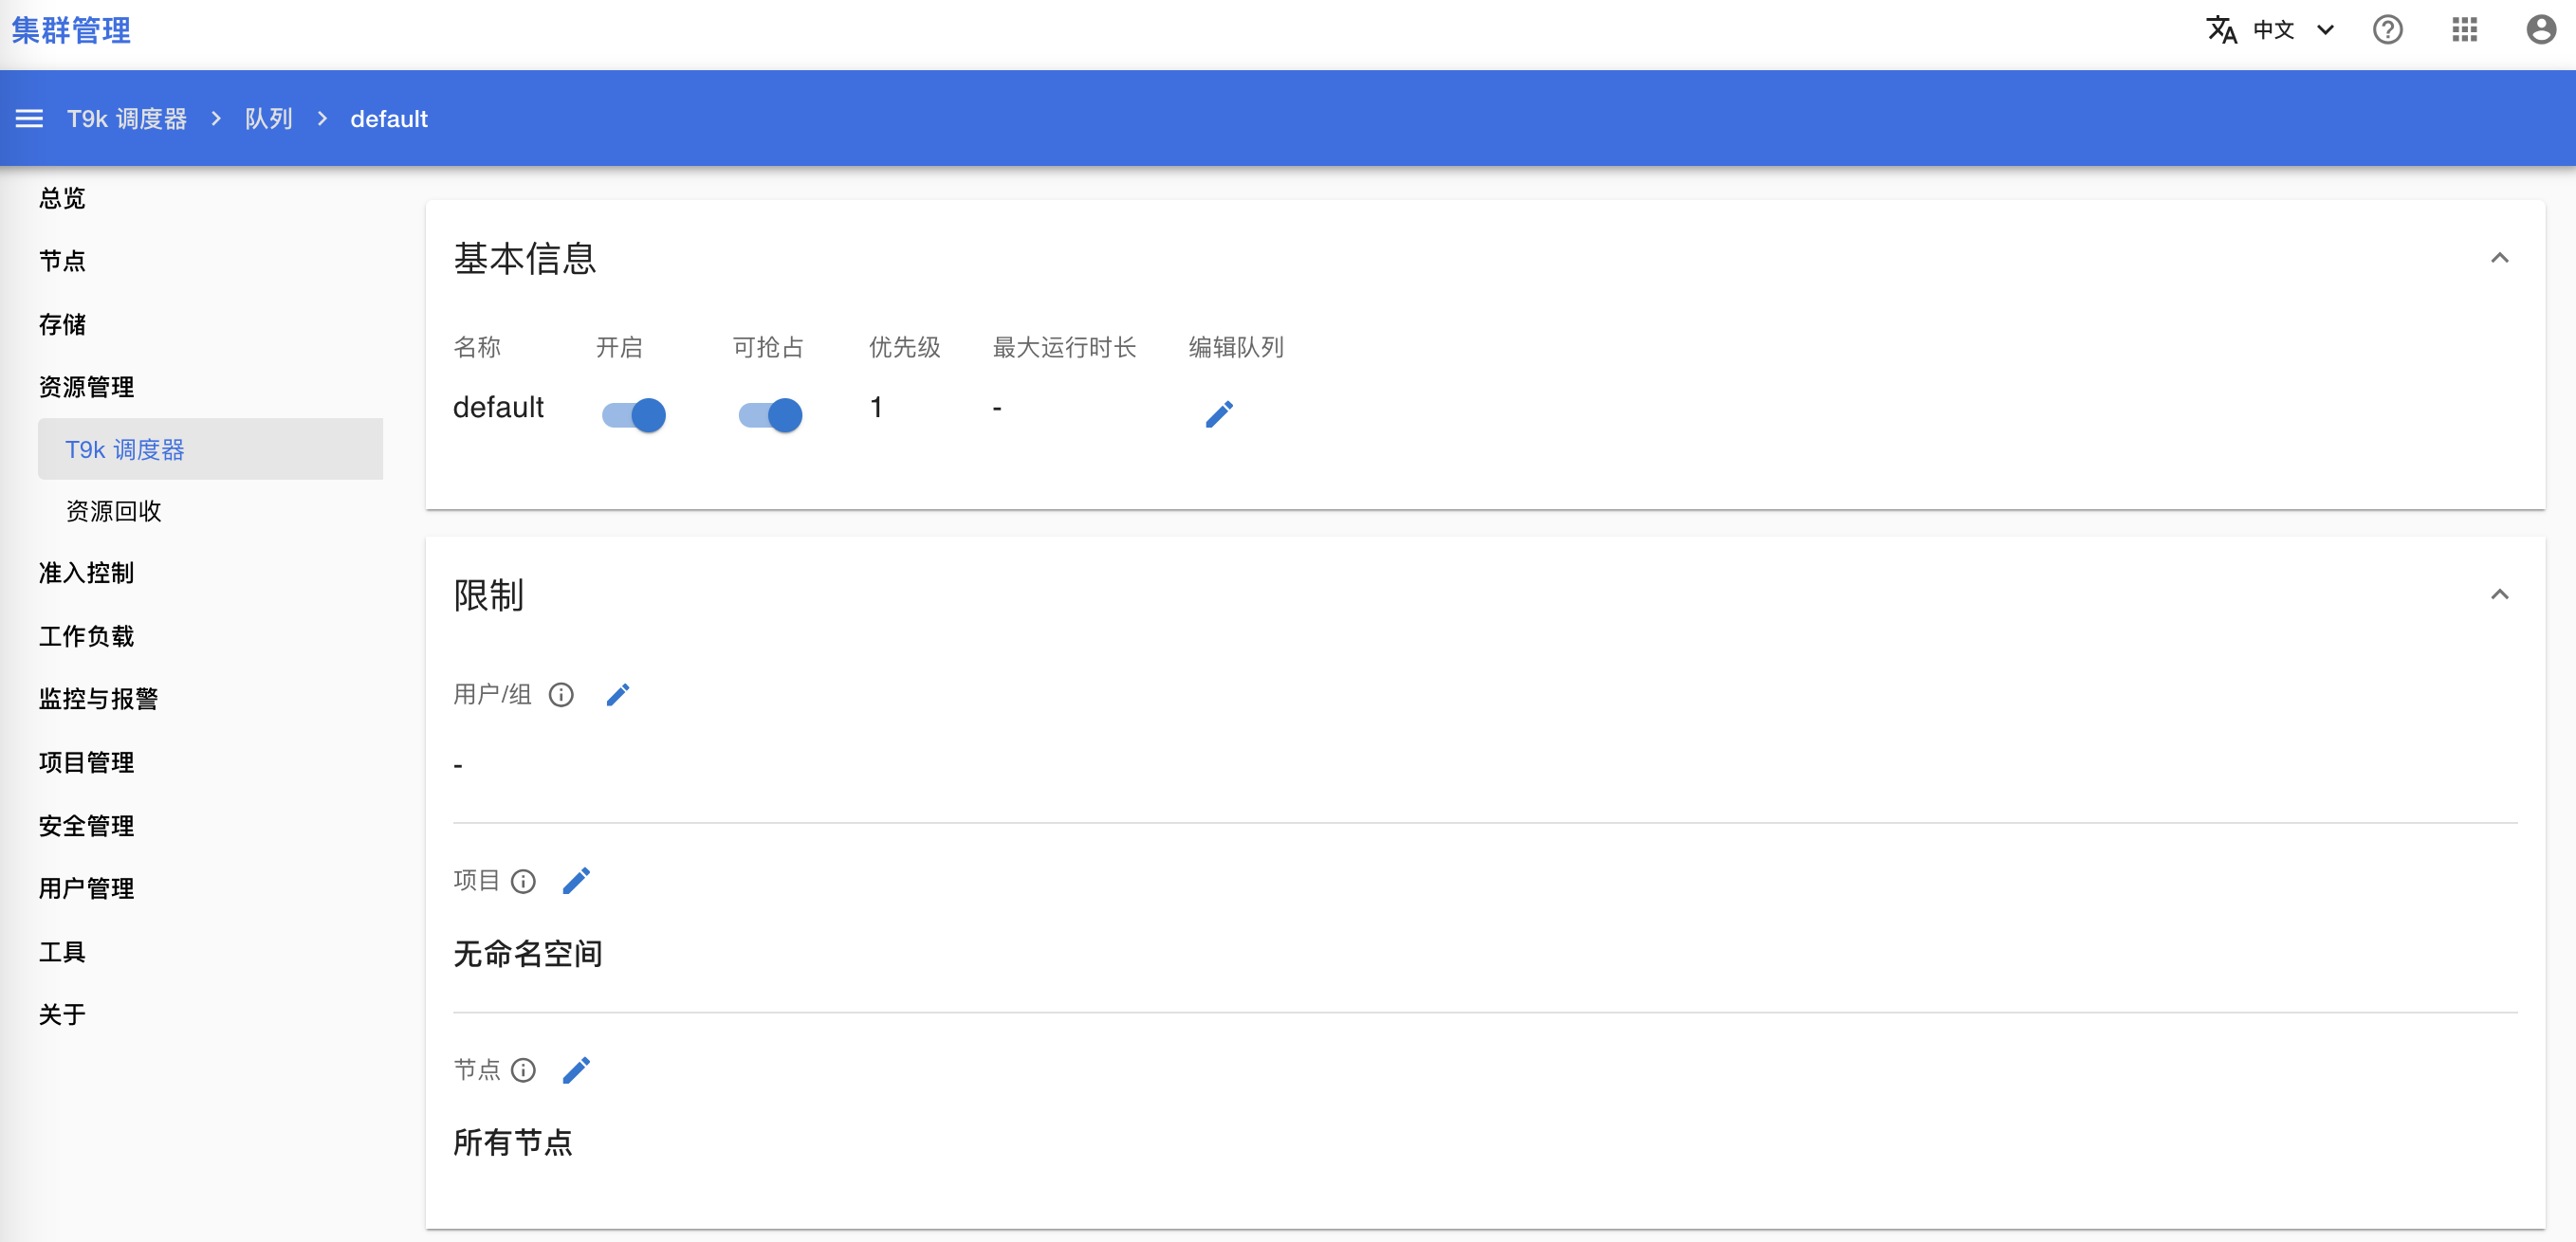 集群管理
中文
T9k 调度器 > 队列 > default
总览
节点
存储
资源管理
T9k 调度器
资源回收
准入控制
工作负载
监控与报警
项目管理
安全管理
用户管理
工具
关于
基本信息
名称 开启 可抢占 优先级 最大运行时长 编辑队列
default 1 -
限制
用户/组
-
项目
无命名空间
节点
所有节点